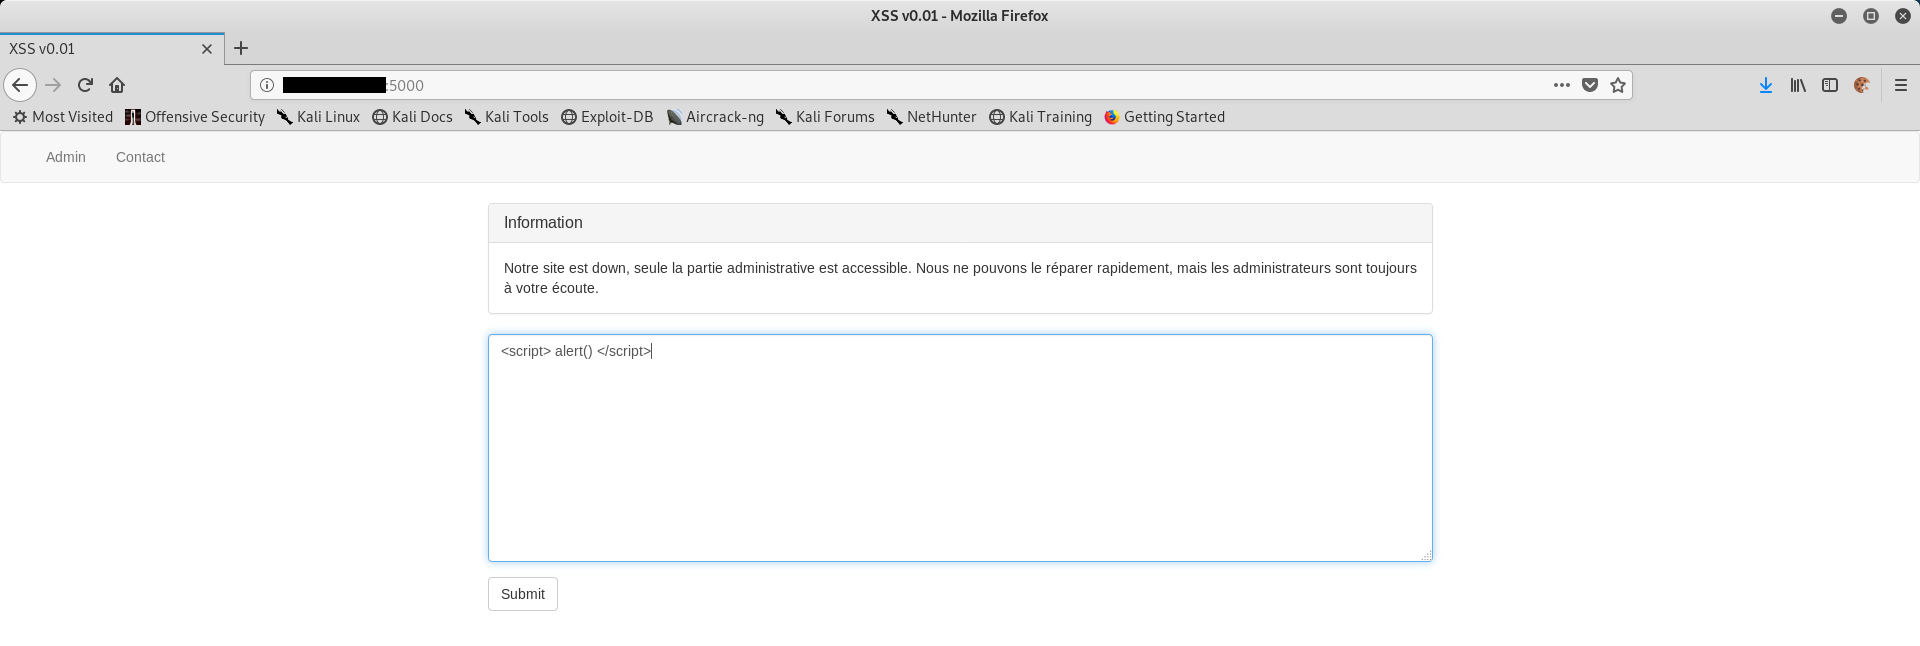 XSS v0.01 - Mozilla Firefox
XSS v0.01
:5000
Most Visited Offensive Security Kali Linux Kali Docs Kali Tools Exploit-DB Aircrack-ng Kali Forums NetHunter Kali Training Getting Started
Admin Contact
Information
Notre site est down, seule la partie administrative est accessible. Nous ne pouvons le réparer rapidement, mais les administrateurs sont toujours
à votre écoute.
<script> alert() </script>
Submit